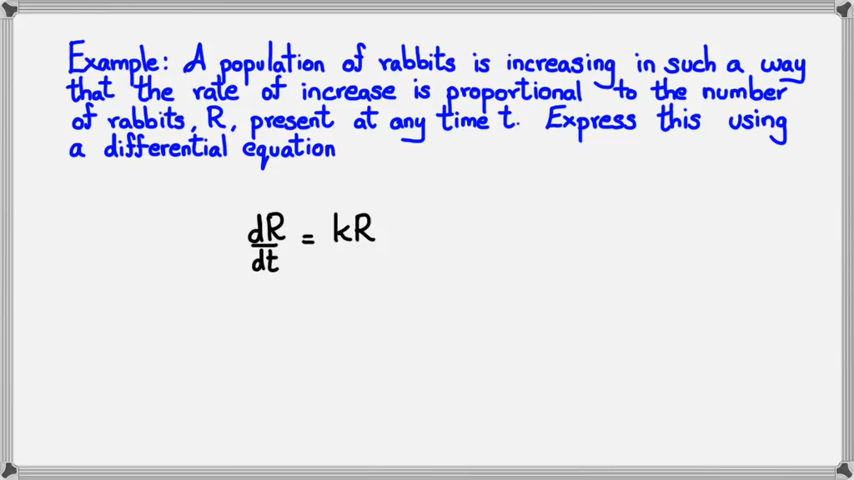 Example: A population of rabbits is increasing in such a way
that the rate of increase is proportional to the number
of rabbits, R, present at any time t. Express this using
a differential equation
dR/dt = kR